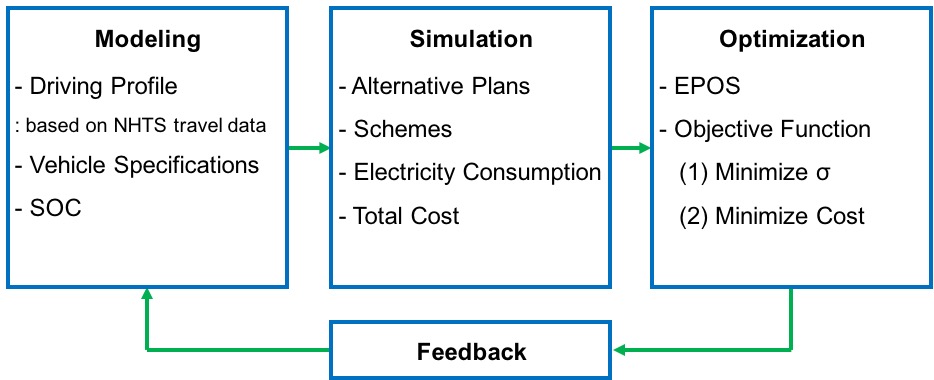 Modeling
- Driving Profile
: based on NHTS travel data
- Vehicle Specifications
- SOC
Simulation
- Alternative Plans
- Schemes
- Electricity Consumption
- Total Cost
Optimization
- EPOS
- Objective Function
(1) Minimize σ
(2) Minimize Cost
Feedback